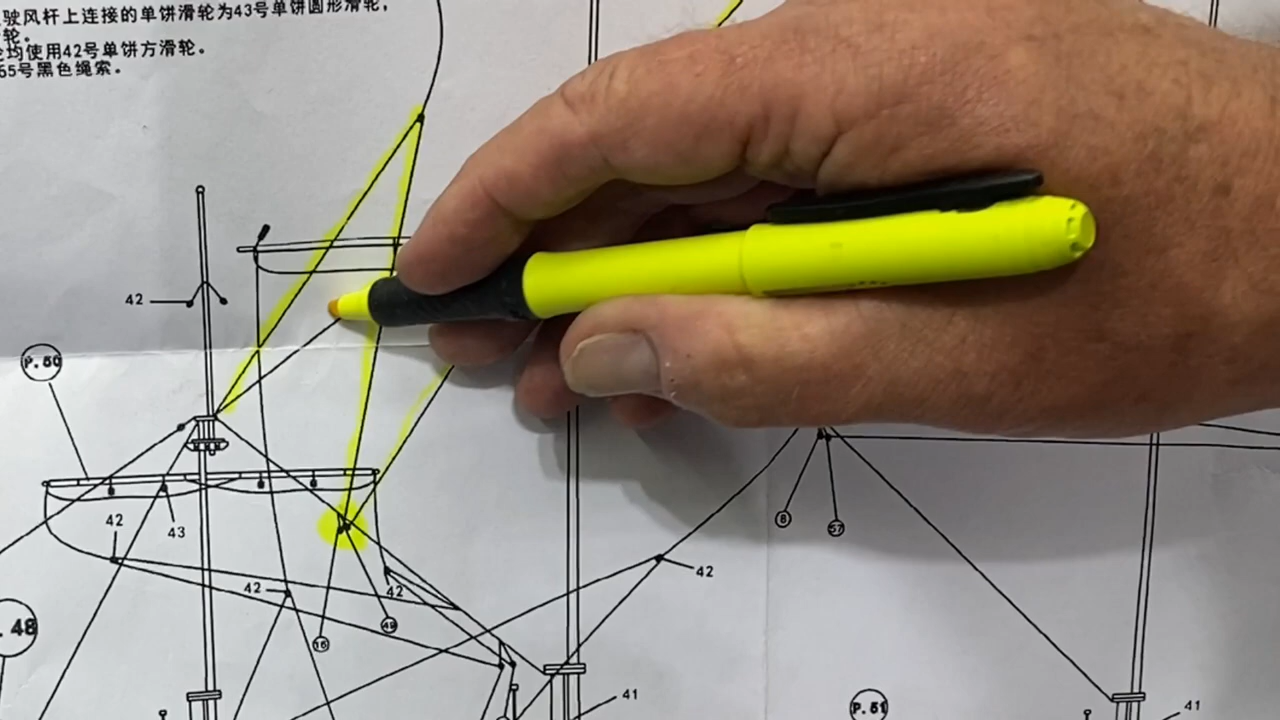 驶风杆上连接的单饼滑轮为43号单饼圆形滑轮,
轮。
均使用42号单饼方滑轮。
55号黑色绳索。
42
P.50
42
43
42
42
49
16
48
8
57
42
41
P.51
41